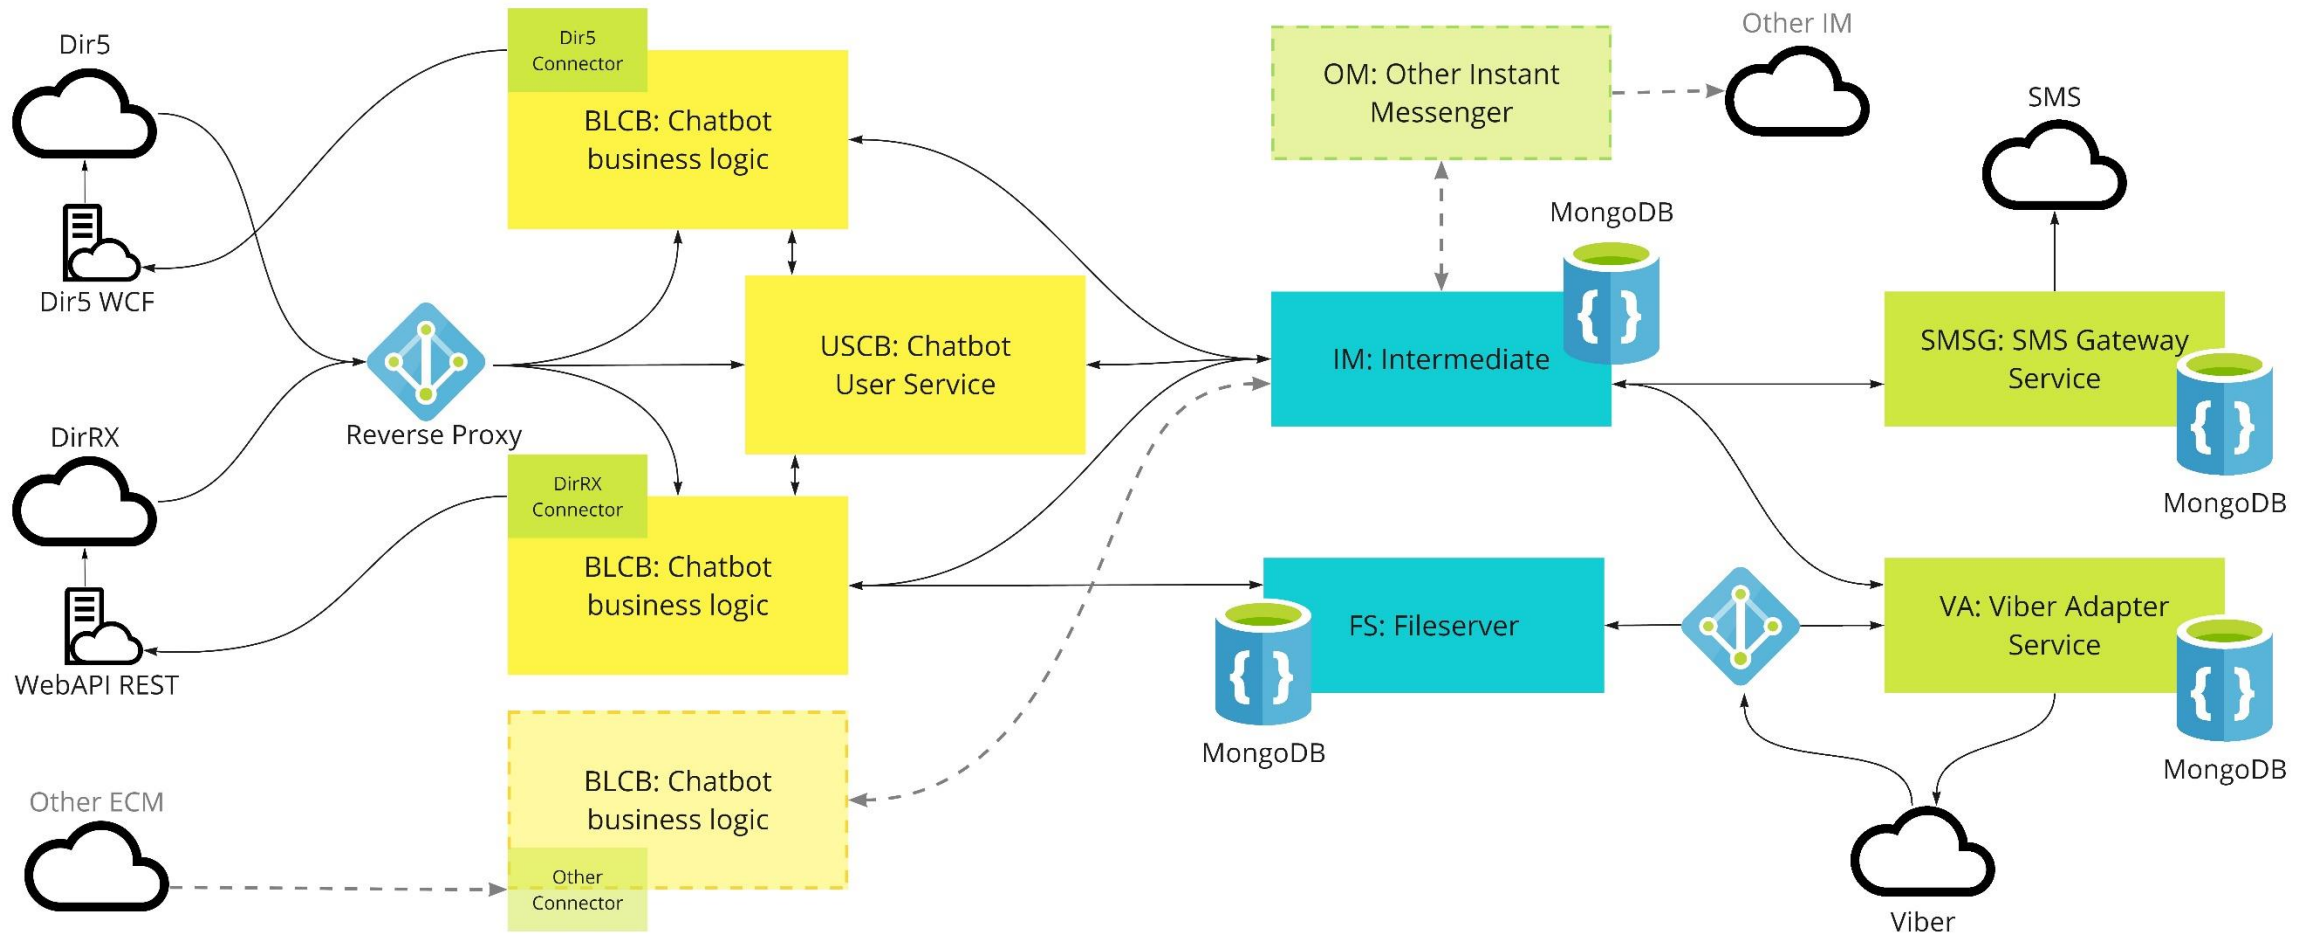 Dir5
Dir5 WCF
DirRX
WebAPI REST
Other ECM
Reverse Proxy
Dir5
Connector
BLCB: Chatbot
business logic
USCB: Chatbot
User Service
DirRX
Connector
BLCB: Chatbot
business logic
BLCB: Chatbot
business logic
Other
Connector
OM: Other Instant
Messenger
Other IM
MongoDB
IM: Intermediate
FS: Fileserver
MongoDB
SMS
SMSG: SMS Gateway
Service
MongoDB
VA: Viber Adapter
Service
MongoDB
Viber